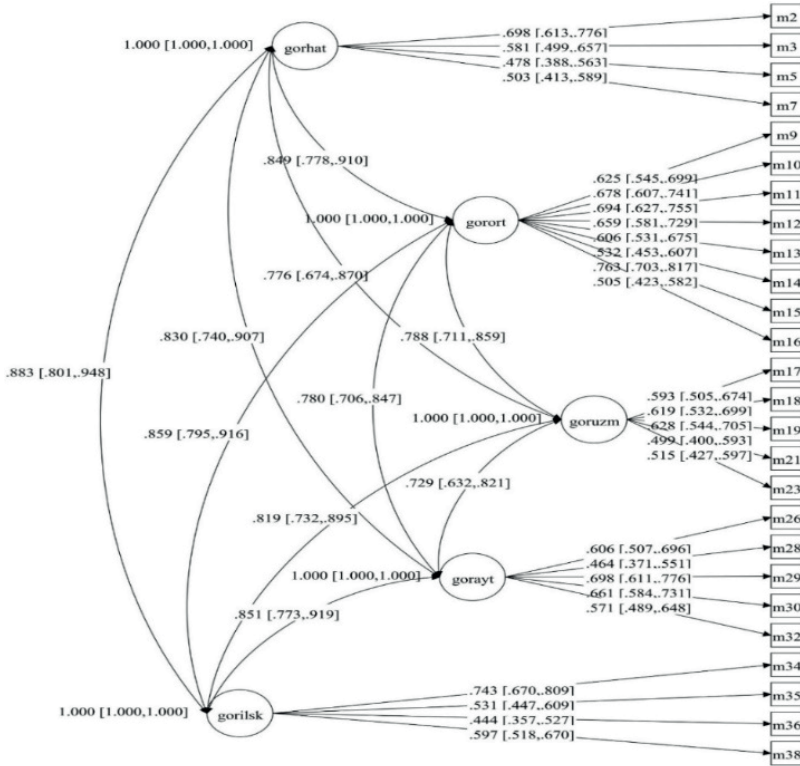 m2
.698 [.613,.776]
1.000 [1.000,1.000]
gorhat
.581 [.499,.657]
m3
.478 [.388,.563]
m5
.503 [.413,.589]
m7
m9
.849 [.778,.910]
m10
.625 [.545,.699]
.678 [.607,.741]
m11
.694 [.627,.755]
1.000 [1.000,1.000]
gorort
.659 [.581,.729]
m12
.606 [.531,.675]
m13
.532 [.453,.607]
.763 [.703,.817]
m14
.776 [.674,.870]
.505 [.423,.582]
m15
.830 [.740,.907]
.788 [.711,.859]
m16
.883 [.801,.948]
m17
.780 [.706,.847]
.593 [.505,.674]
m18
.619 [.532,.699]
1.000 [1.000,1.000]
goruzm
.628 [.544,.705]
m19
.859 [.795,.916]
.499 [.400,.593]
m21
.515 [.427,.597]
.729 [.632,.821]
m23
.819 [.732,.895]
m26
.606 [.507,.696]
m28
.464 [.371,.551]
1.000 [1.000,1.000]
gorayt
.698 [.611,.776]
m29
.661 [.584,.731]
m30
.571 [.489,.648]
.851 [.773,.919]
m32
m34
.743 [.670,.809]
m35
.531 [.447,.609]
1.000 [1.000,1.000]
gorilsk
.444 [.357,.527]
m36
.597 [.518,.670]
m38